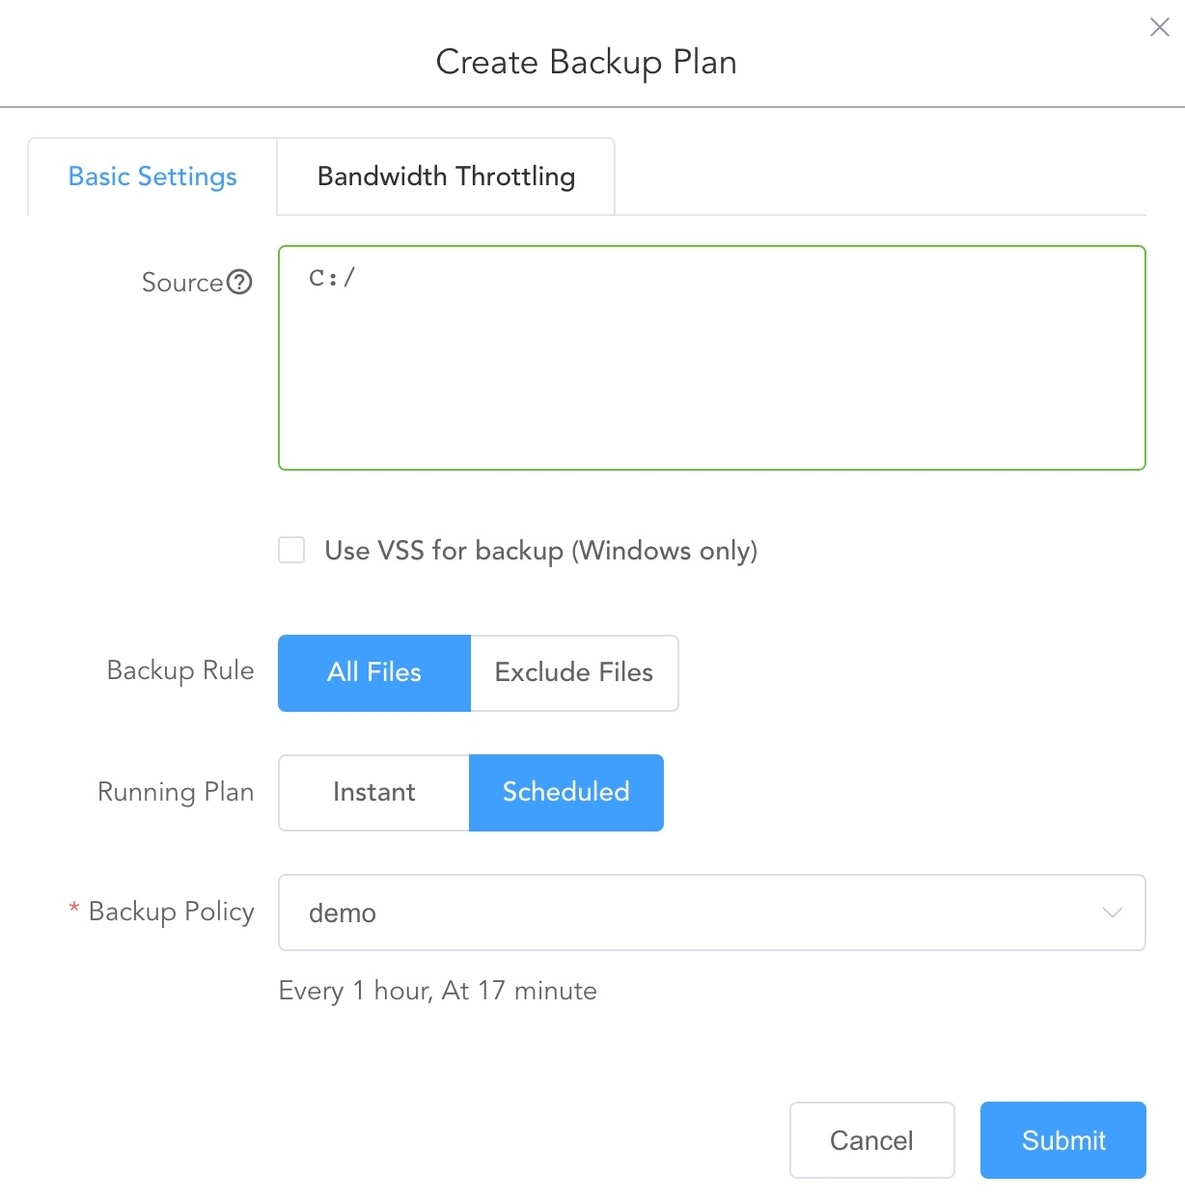 Create Backup Plan
Basic Settings
Bandwidth Throttling
Source
C:/
Use VSS for backup (Windows only)
Backup Rule
All Files
Exclude Files
Running Plan
Instant
Scheduled
* Backup Policy
demo
Every 1 hour, At 17 minute
Cancel
Submit